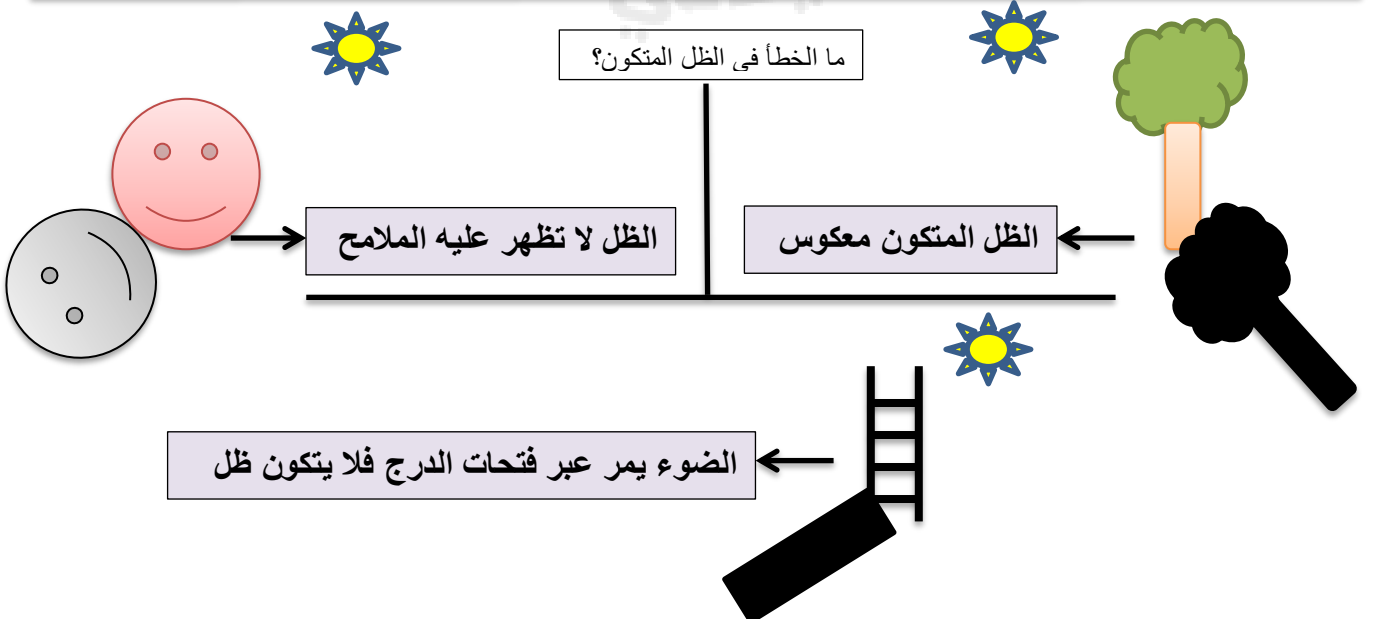 ما الخطأ في الظل المتكون؟
الظل المتكون معكوس
الظل لا تظهر عليه الملامح
الضوء يمر عبر فتحات الدرج فلا يتكون ظل